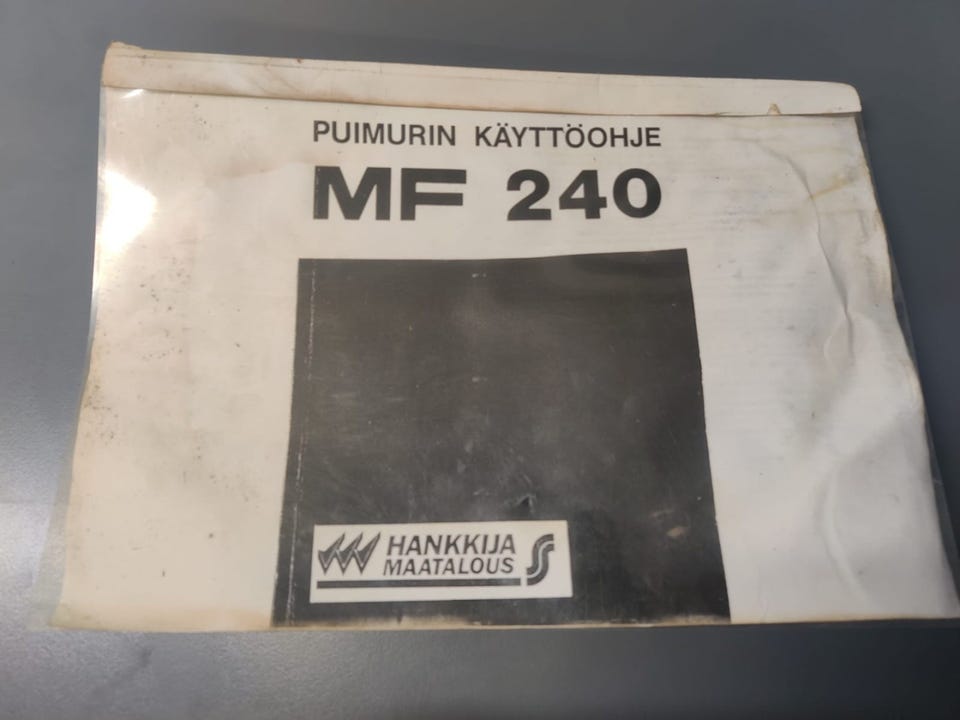 PUIMURIN KÄYTTÖOHJE
MF 240
HANKKIJA
MAATALOUS